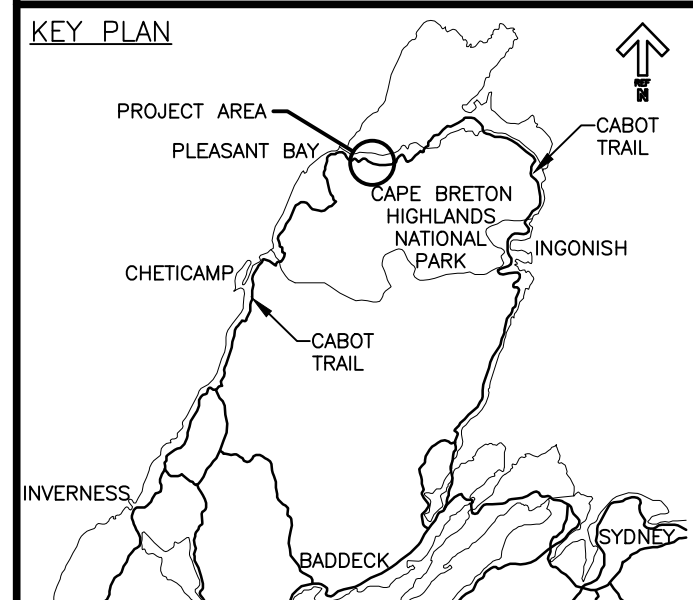 KEY PLAN
REF
N
PROJECT AREA
CABOT
TRAIL
PLEASANT BAY
CAPE BRETON
HIGHLANDS
NATIONAL
PARK
INGONISH
CHETICAMP
CABOT
TRAIL
INVERNESS
SYDNEY
BADDECK